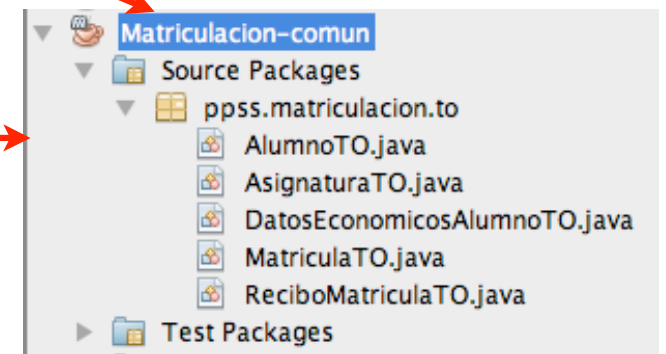 Matriculacion-comun
Source Packages
ppss.matriculacion.to
AlumnoTO.java
AsignaturaTO.java
DatosEconomicosAlumnoTO.java
MatriculaTO.java
ReciboMatriculaTO.java
Test Packages